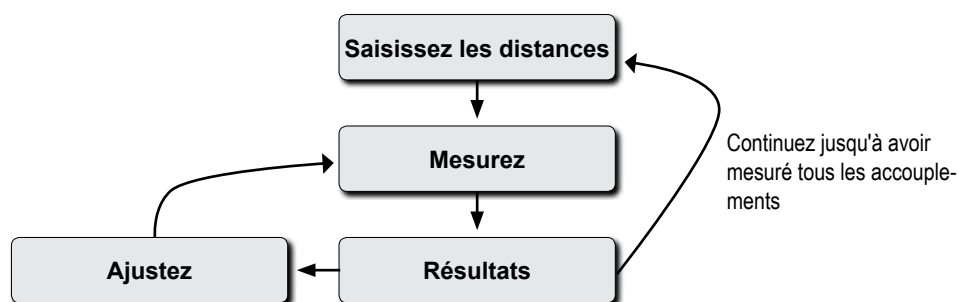 Saisissez les distances
Mesurez
Continuez jusqu'à avoir
mesuré tous les accouple-
ments
Ajustez
Résultats